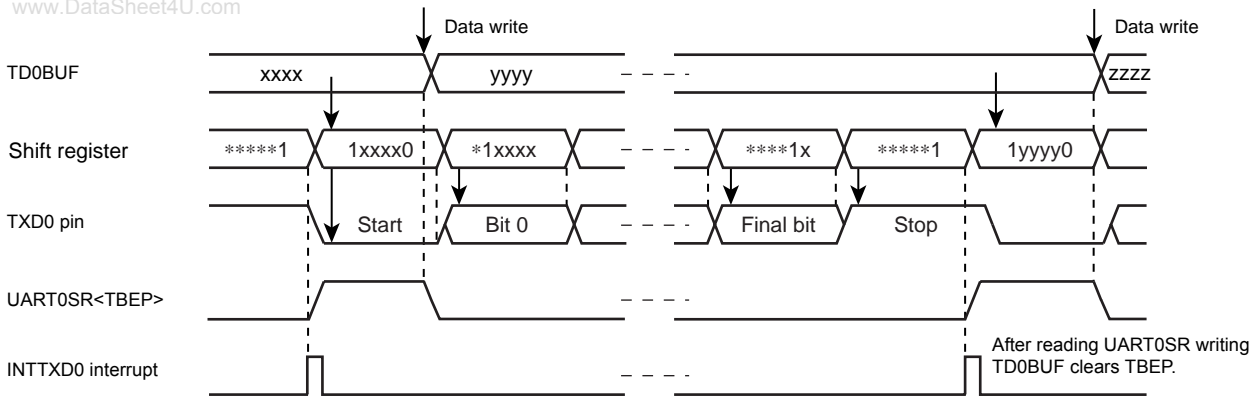 www.DataSheet4U.com
Data write
Data write
TD0BUF
xxxx
yyyy
zzzz
Shift register
*****1
1xxxx0
*1xxxx
****1x
*****1
1yyyy0
TXD0 pin
Start
Bit 0
Final bit
Stop
UART0SR<TBEP>
INTTXD0 interrupt
After reading UART0SR writing
TD0BUF clears TBEP.